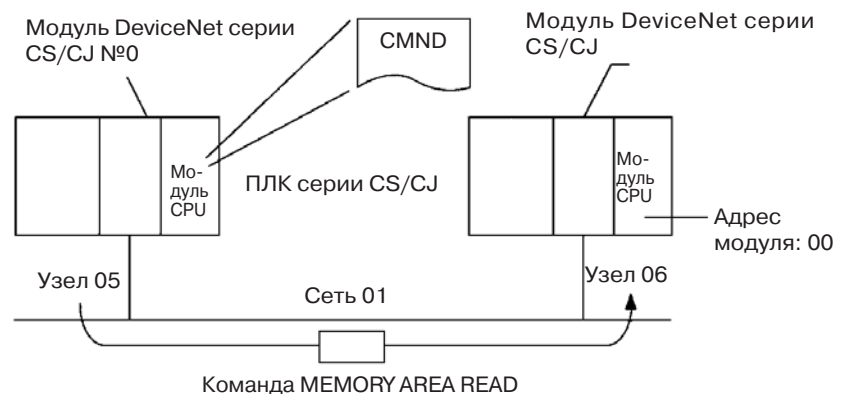 Модуль DeviceNet серии
CS/CJ №0
CMND
Модуль DeviceNet серии
CS/CJ
Мо-
дуль
CPU
ПЛК серии CS/CJ
Мо-
дуль
CPU
Адрес
модуля: 00
Узел 05
Сеть 01
Узел 06
Команда MEMORY AREA READ